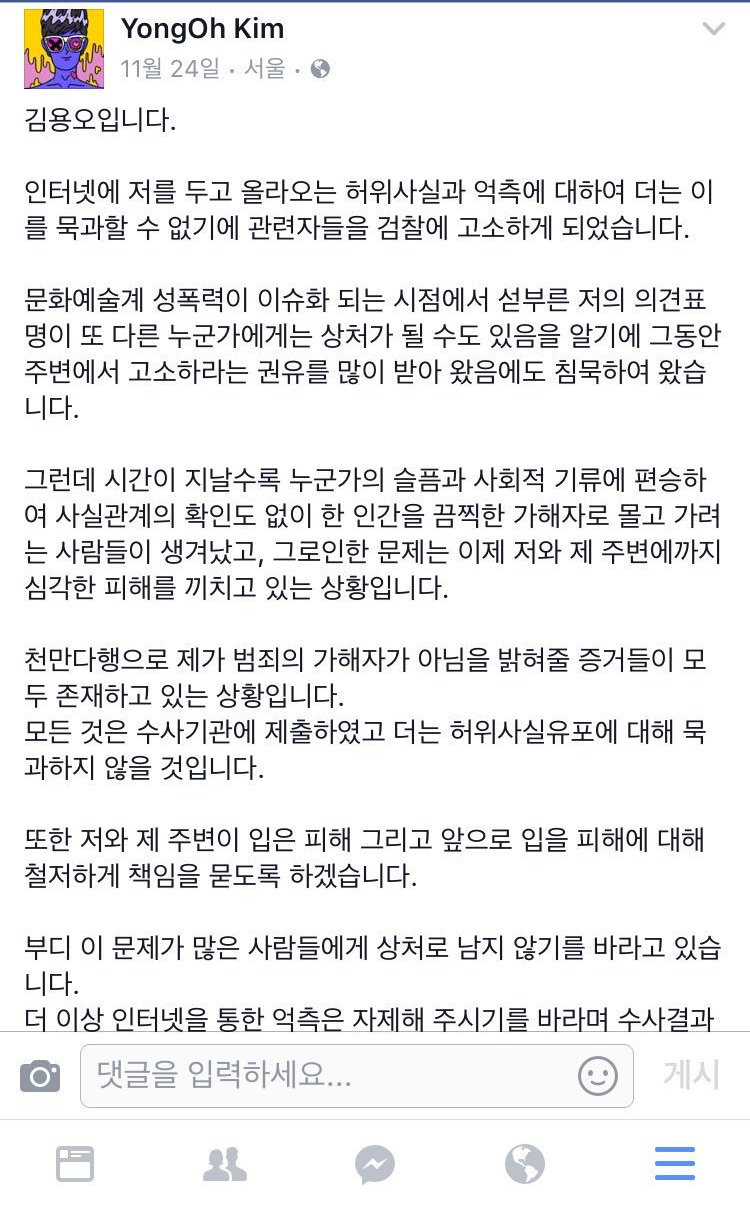 YongOh Kim
11월 24일 · 서울 ·
김용오입니다.
인터넷에 저를 두고 올라오는 허위사실과 억측에 대하여 더는 이
를 묵과할 수 없기에 관련자들을 검찰에 고소하게 되었습니다.
문화예술계 성폭력이 이슈화 되는 시점에서 섣부른 저의 의견표
명이 또 다른 누군가에게는 상처가 될 수도 있음을 알기에 그동안
주변에서 고소하라는 권유를 많이 받아 왔음에도 침묵하여 왔습
니다.
그런데 시간이 지날수록 누군가의 슬픔과 사회적 기류에 편승하
여 사실관계의 확인도 없이 한 인간을 끔찍한 가해자로 몰고 가려
는 사람들이 생겨났고, 그로인한 문제는 이제 저와 제 주변에까지
심각한 피해를 끼치고 있는 상황입니다.
천만다행으로 제가 범죄의 가해자가 아님을 밝혀줄 증거들이 모
두 존재하고 있는 상황입니다.
모든 것은 수사기관에 제출하였고 더는 허위사실유포에 대해 묵
과하지 않을 것입니다.
또한 저와 제 주변이 입은 피해 그리고 앞으로 입을 피해에 대해
철저하게 책임을 묻도록 하겠습니다.
부디 이 문제가 많은 사람들에게 상처로 남지 않기를 바라고 있습
니다.
더 이상 인터넷을 통한 억측은 자제해 주시기를 바라며 수사결과
댓글을 입력하세요...
게시